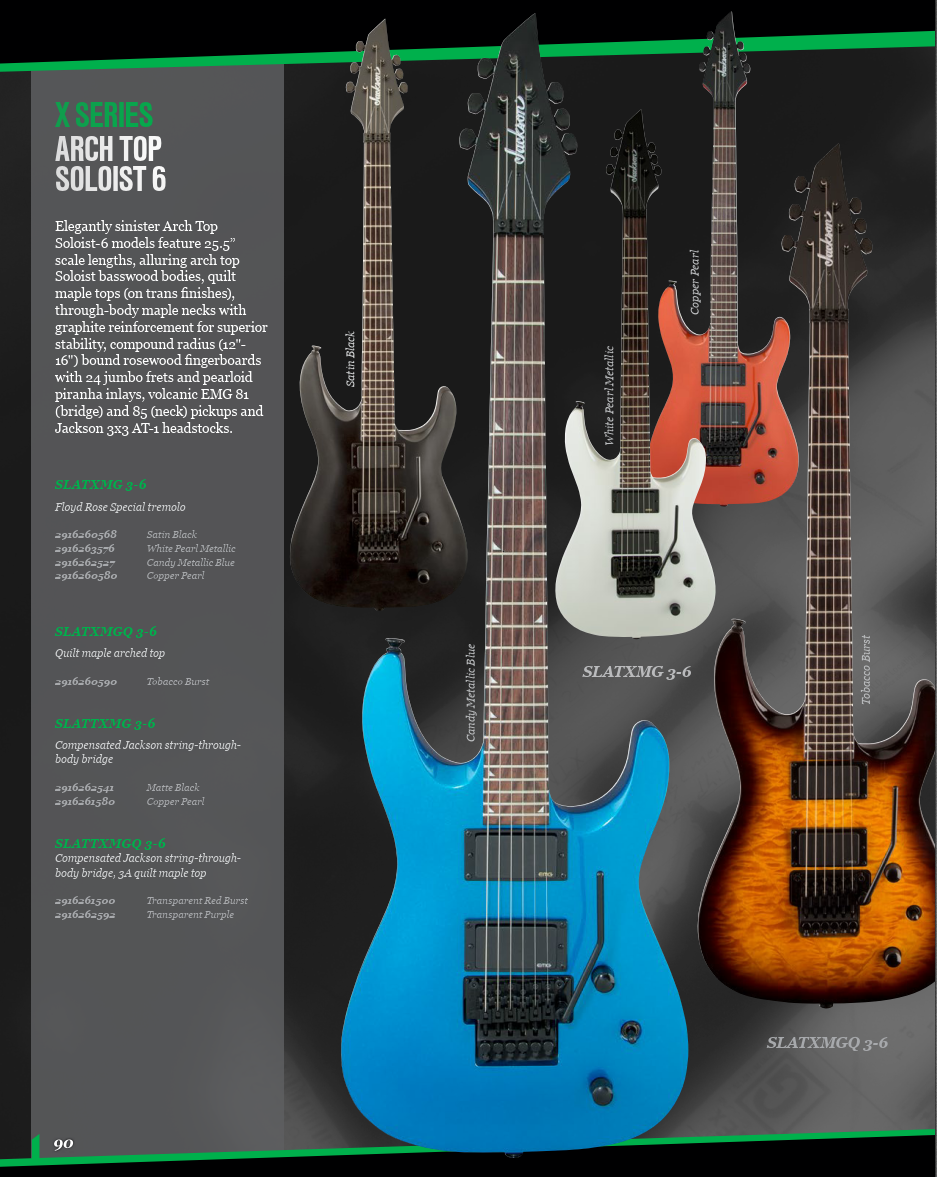 X SERIES
ARCH TOP
SOLOIST 6
Elegantly sinister Arch Top
Soloist-6 models feature 25.5”
scale lengths, alluring arch top
Soloist basswood bodies, quilt
maple tops (on trans finishes),
through-body maple necks with
graphite reinforcement for superior
stability, compound radius (12"-
16") bound rosewood fingerboards
with 24 jumbo frets and pearloid
piranha inlays, volcanic EMG 81
(bridge) and 85 (neck) pickups and
Jackson 3x3 AT-1 headstocks.
SLATXMG 3-6
Floyd Rose Special tremolo
2916260568 Satin Black
2916263576 White Pearl Metallic
2916262527 Candy Metallic Blue
2916260580 Copper Pearl
SLATXMGQ 3-6
Quilt maple arched top
2916260590 Tobacco Burst
SLATTXMG 3-6
Compensated Jackson string-through-
body bridge
2916262541 Matte Black
2916261580 Copper Pearl
SLATTXMGQ 3-6
Compensated Jackson string-through-
body bridge, 3A quilt maple top
2916261500 Transparent Red Burst
2916262592 Transparent Purple
90
Jackson
Satin Black
Jackson
Candy Metallic Blue
EMG
EMG
Jackson
White Pearl Metallic
Jackson
Copper Pearl
SLATXMG 3-6
Jackson
Tobacco Burst
SLATXMGQ 3-6